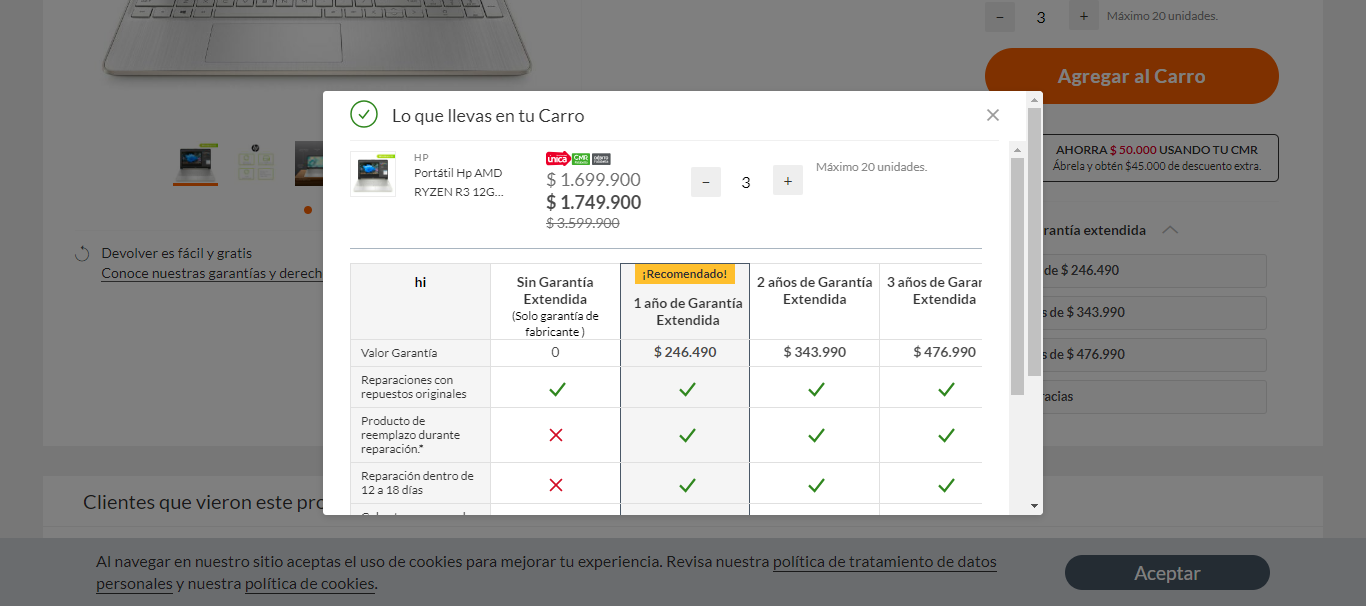 3
Máximo 20 unidades.
Agregar al Carro
Lo que llevas en tu Carro
HP
Portátil Hp AMD
RYZEN R3 12G...
única
CMR
$ 1.699.900
$ 1.749.900
$ 3.599.900
-
3
+
Máximo 20 unidades.
AHORRA $ 50.000 USANDO TU CMR
Ábrela y obtén $45.000 de descuento extra.
rantía extendida
de $ 246.490
s de $ 343.990
s de $ 476.990
racias
Devolver es fácil y gratis
Conoce nuestras garantías y derech
hi
Sin Garantía
Extendida
(Solo garantía de
fabricante )
¡Recomendado!
1 año de Garantía
Extendida
2 años de Garantía
Extendida
3 años de Garan
Extendida
Valor Garantía
0
$ 246.490
$ 343.990
$ 476.990
Reparaciones con
repuestos originales
Producto de
reemplazo durante
reparación.*
Reparación dentro de
12 a 18 días
Clientes que vieron este pro
Al navegar en nuestro sitio aceptas el uso de cookies para mejorar tu experiencia. Revisa nuestra política de tratamiento de datos
personales y nuestra política de cookies.
Aceptar